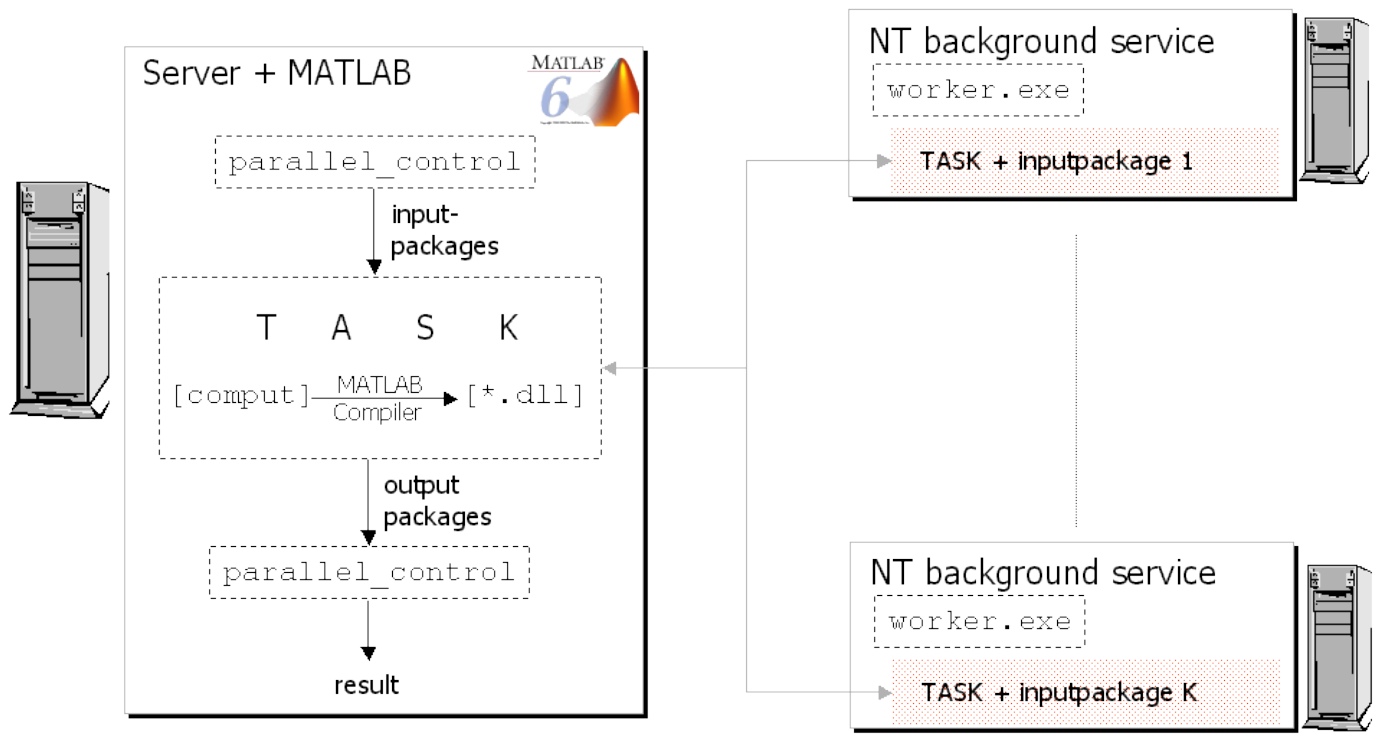 Server + MATLAB
MATLAB
6
parallel_control
input-
packages
T A S K
[comput]
MATLAB
Compiler
[*.dll]
output
packages
parallel_control
result
NT background service
worker.exe
TASK + inputpackage 1
NT background service
worker.exe
TASK + inputpackage K